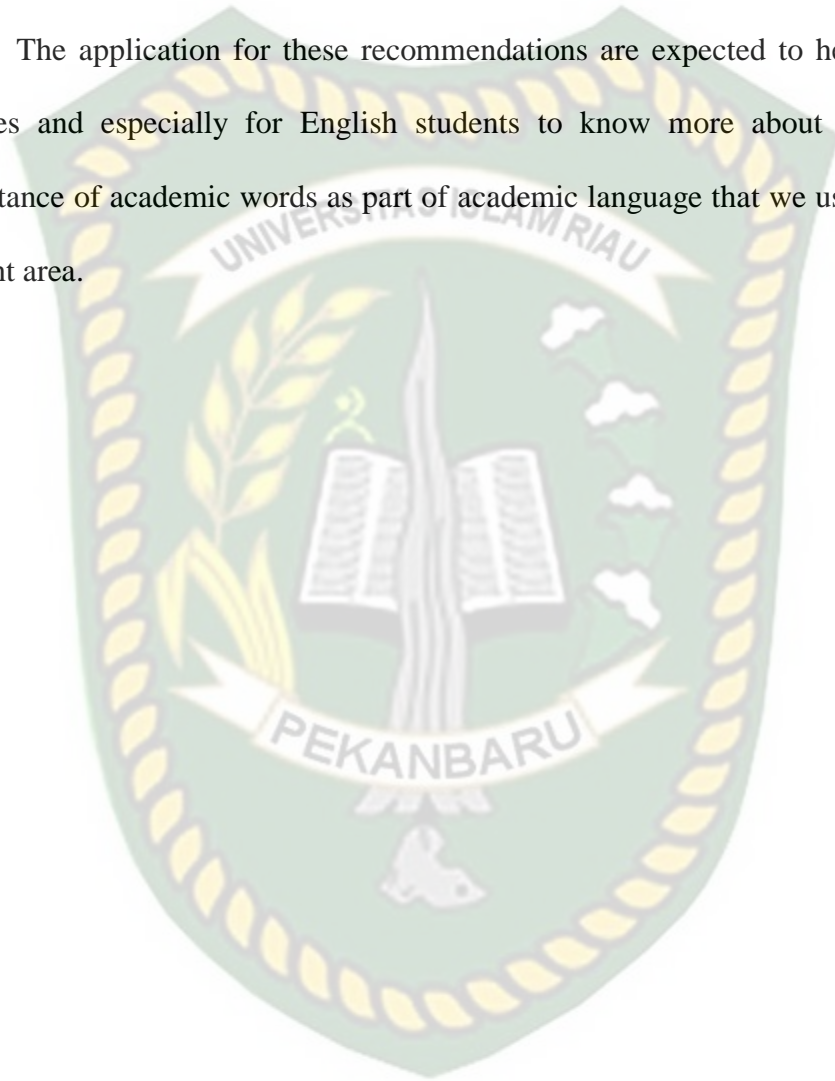 The application for these recommendations are expected to he
es and especially for English students to know more about
tance of academic words as part of academic language that we us
nt area.
UNIVERSITAS ISLAM RIAU
PEKANBARU